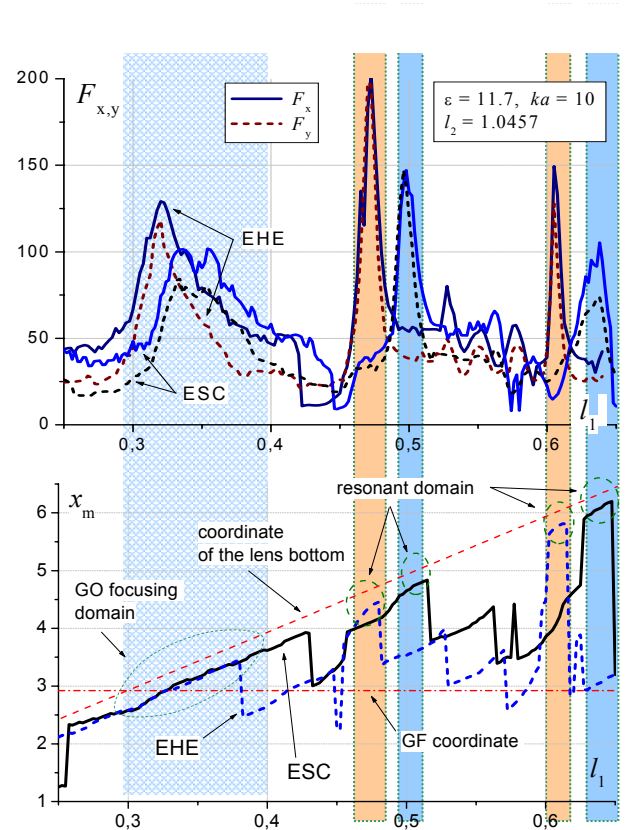 F x,y
200
150
100
50
0
F x
F y
ε = 11.7, ka = 10
l 2 = 1.0457
EHE
ESC
0,3
0,4
0,5
0,6
l 1
x m
6
5
4
3
2
1
resonant domain
coordinate
of the lens bottom
GO focusing
domain
EHE
ESC
GF coordinate
l 1
0,3
0,4
0,5
0,6